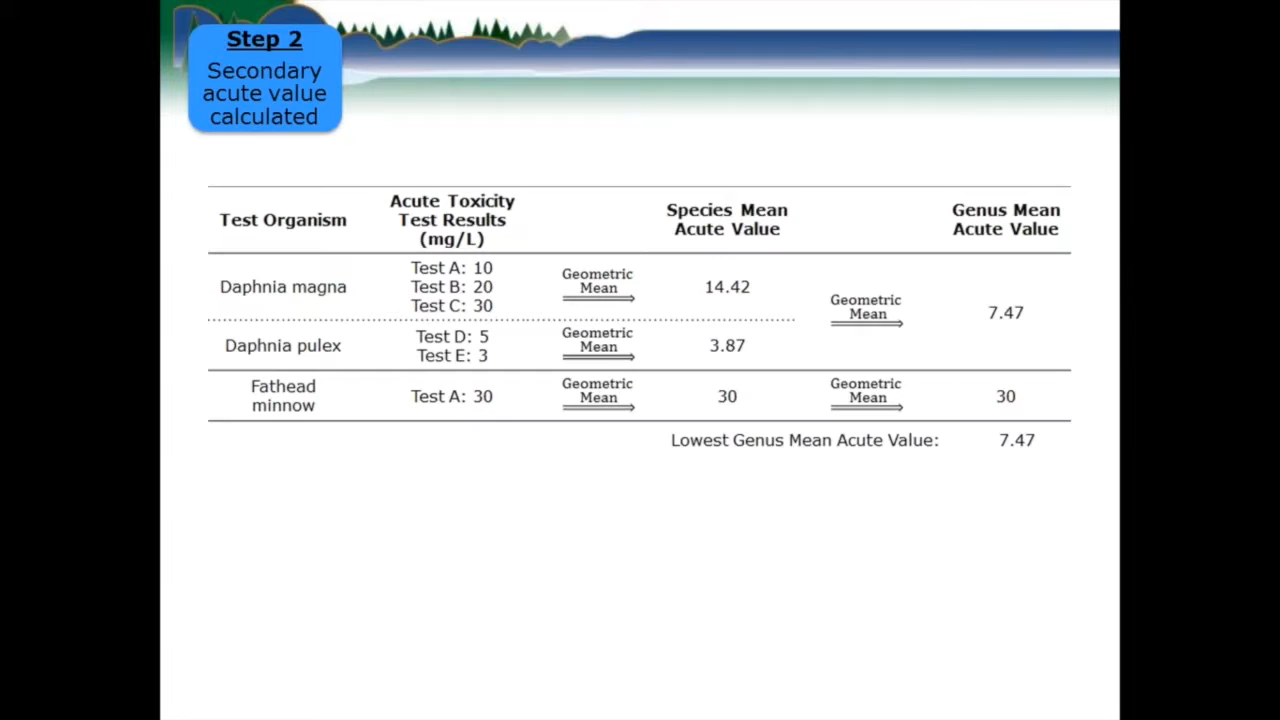 Step 2
Secondary
acute value
calculated
Test Organism
Acute Toxicity
Test Results
(mg/L)
Species Mean
Acute Value
Genus Mean
Acute Value
Daphnia magna
Test A: 10
Test B: 20
Test C: 30
Geometric
Mean
14.42
Geometric
Mean
7.47
Daphnia pulex
Test D: 5
Test E: 3
Geometric
Mean
3.87
Fathead
minnow
Test A: 30
Geometric
Mean
30
Geometric
Mean
30
Lowest Genus Mean Acute Value: 7.47